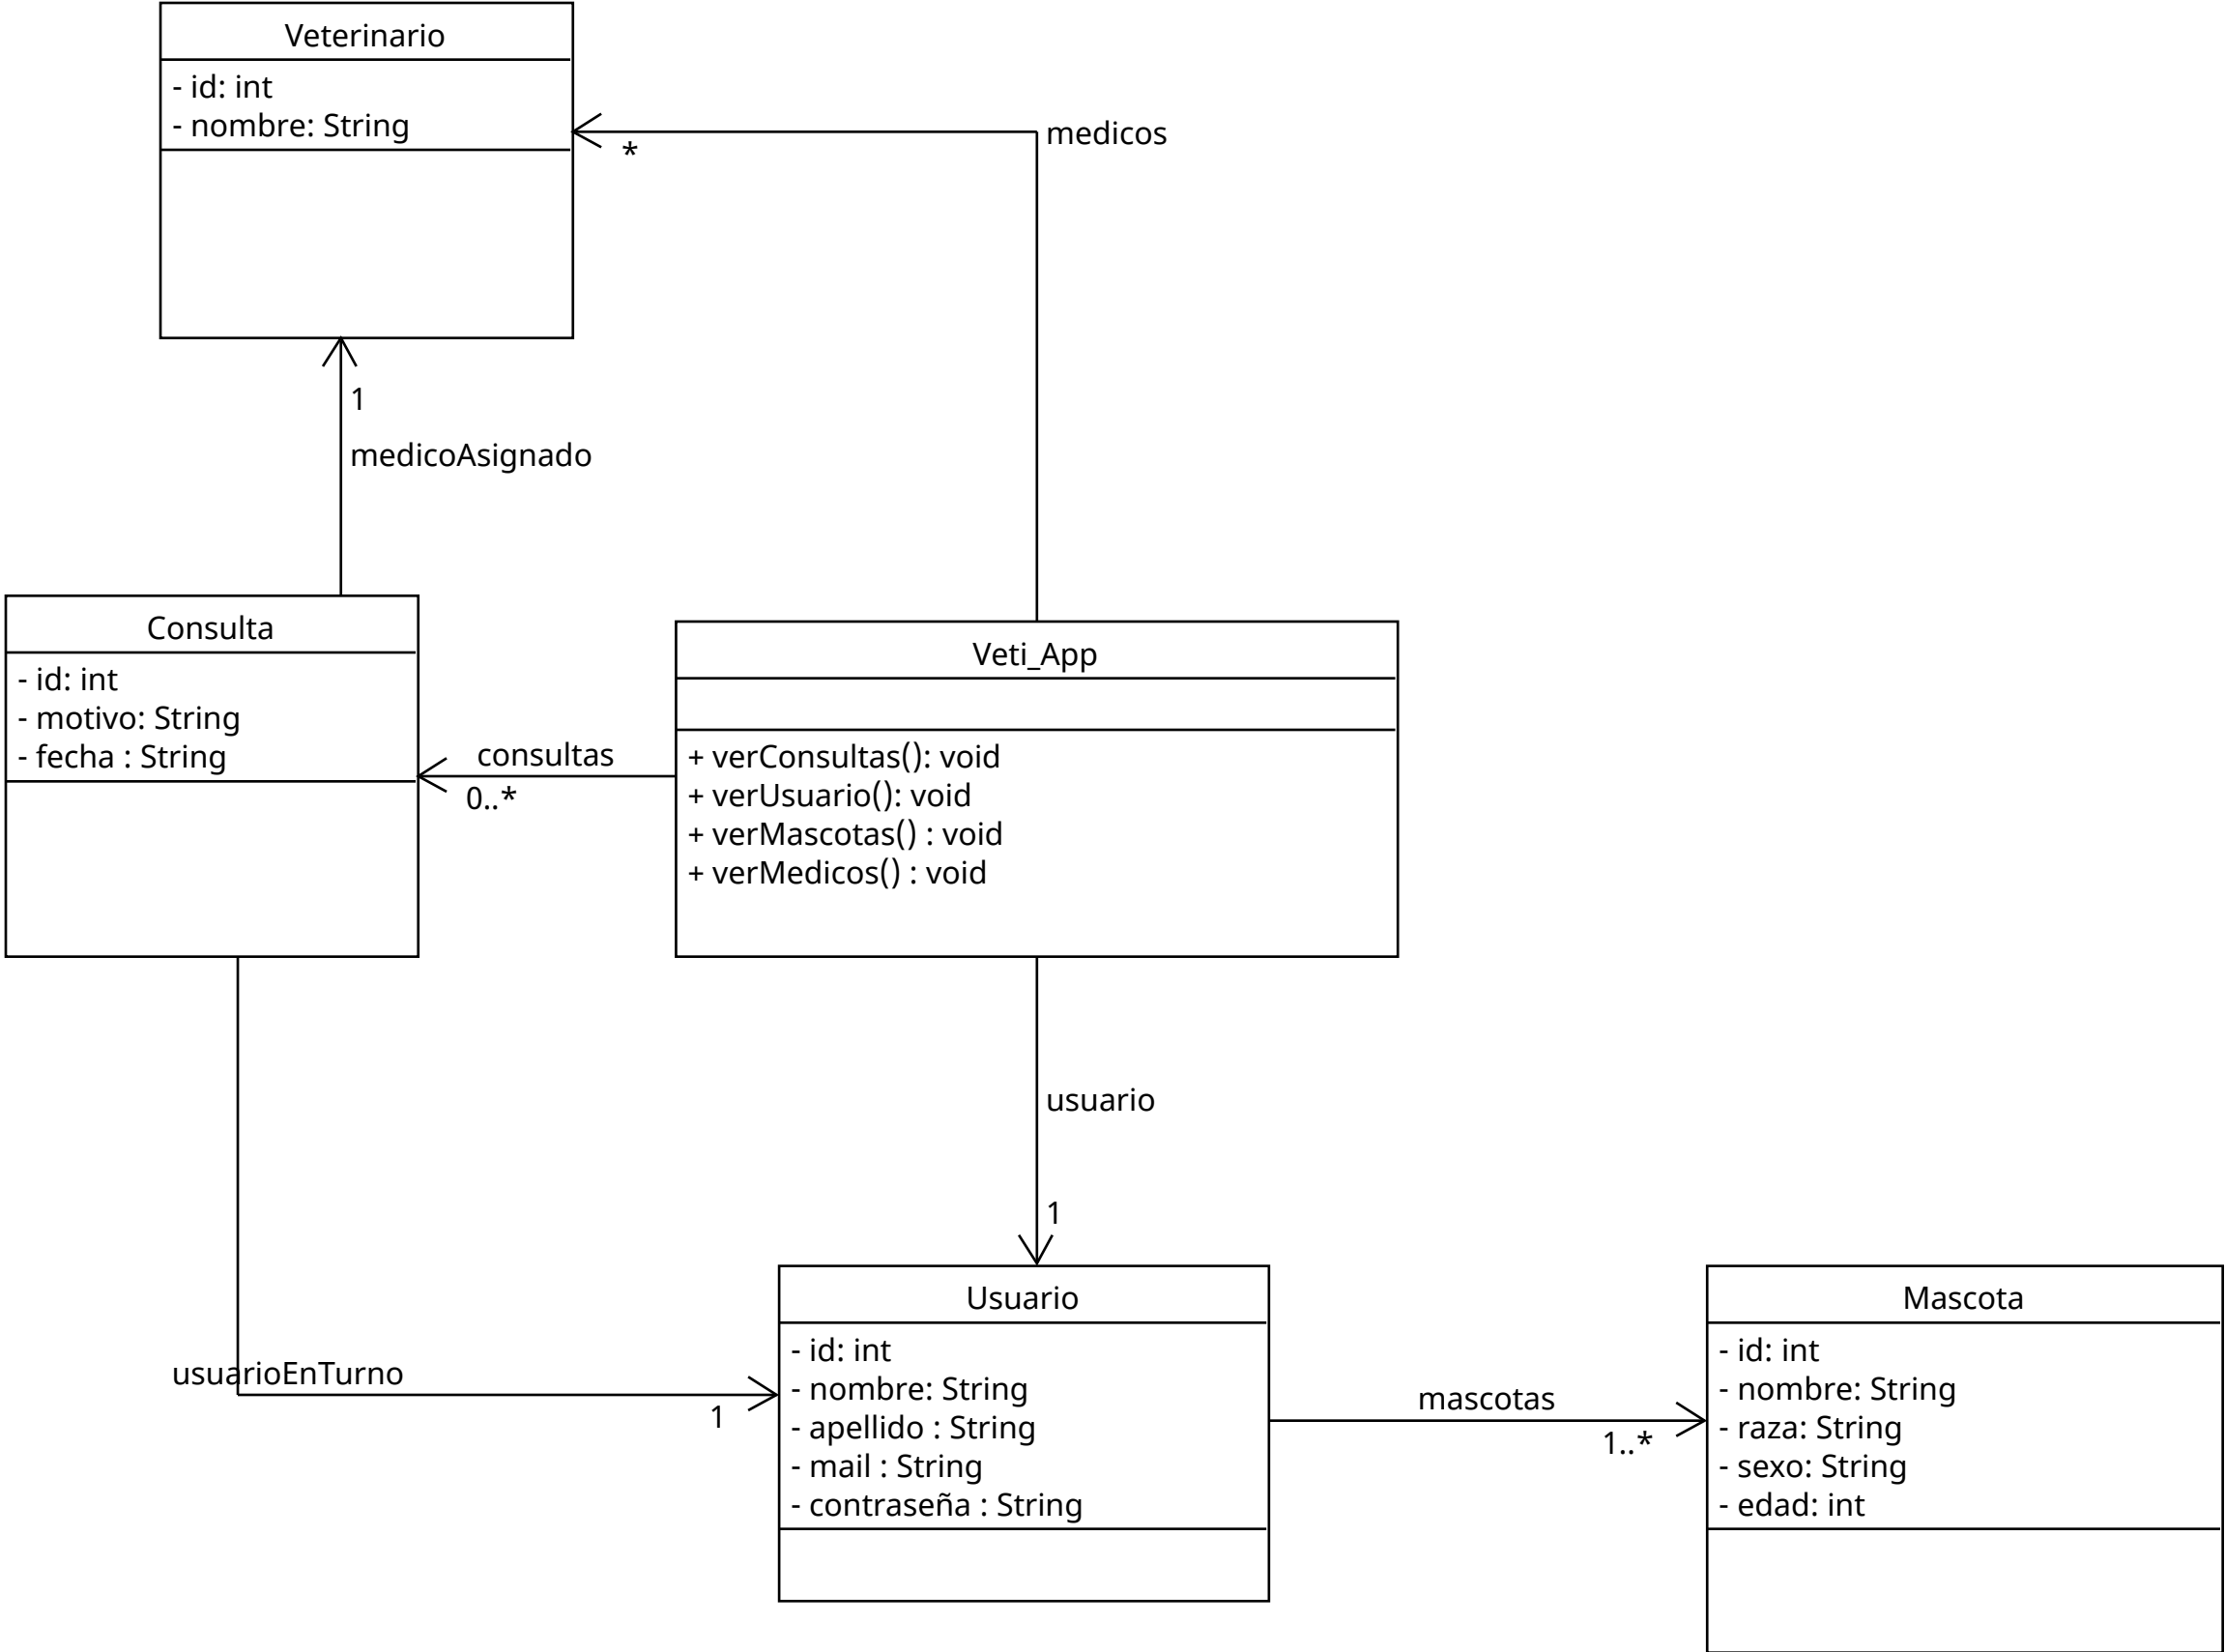 Veterinario
- id: int
- nombre: String
medicos
*
1
medicoAsignado
Consulta
- id: int
- motivo: String
- fecha : String
consultas
0..*
Veti_App
+ verConsultas(): void
+ verUsuario(): void
+ verMascotas() : void
+ verMedicos() : void
usuario
1
usuarioEnTurno
1
Usuario
- id: int
- nombre: String
- apellido : String
- mail : String
- contraseña : String
mascotas
1..*
Mascota
- id: int
- nombre: String
- raza: String
- sexo: String
- edad: int